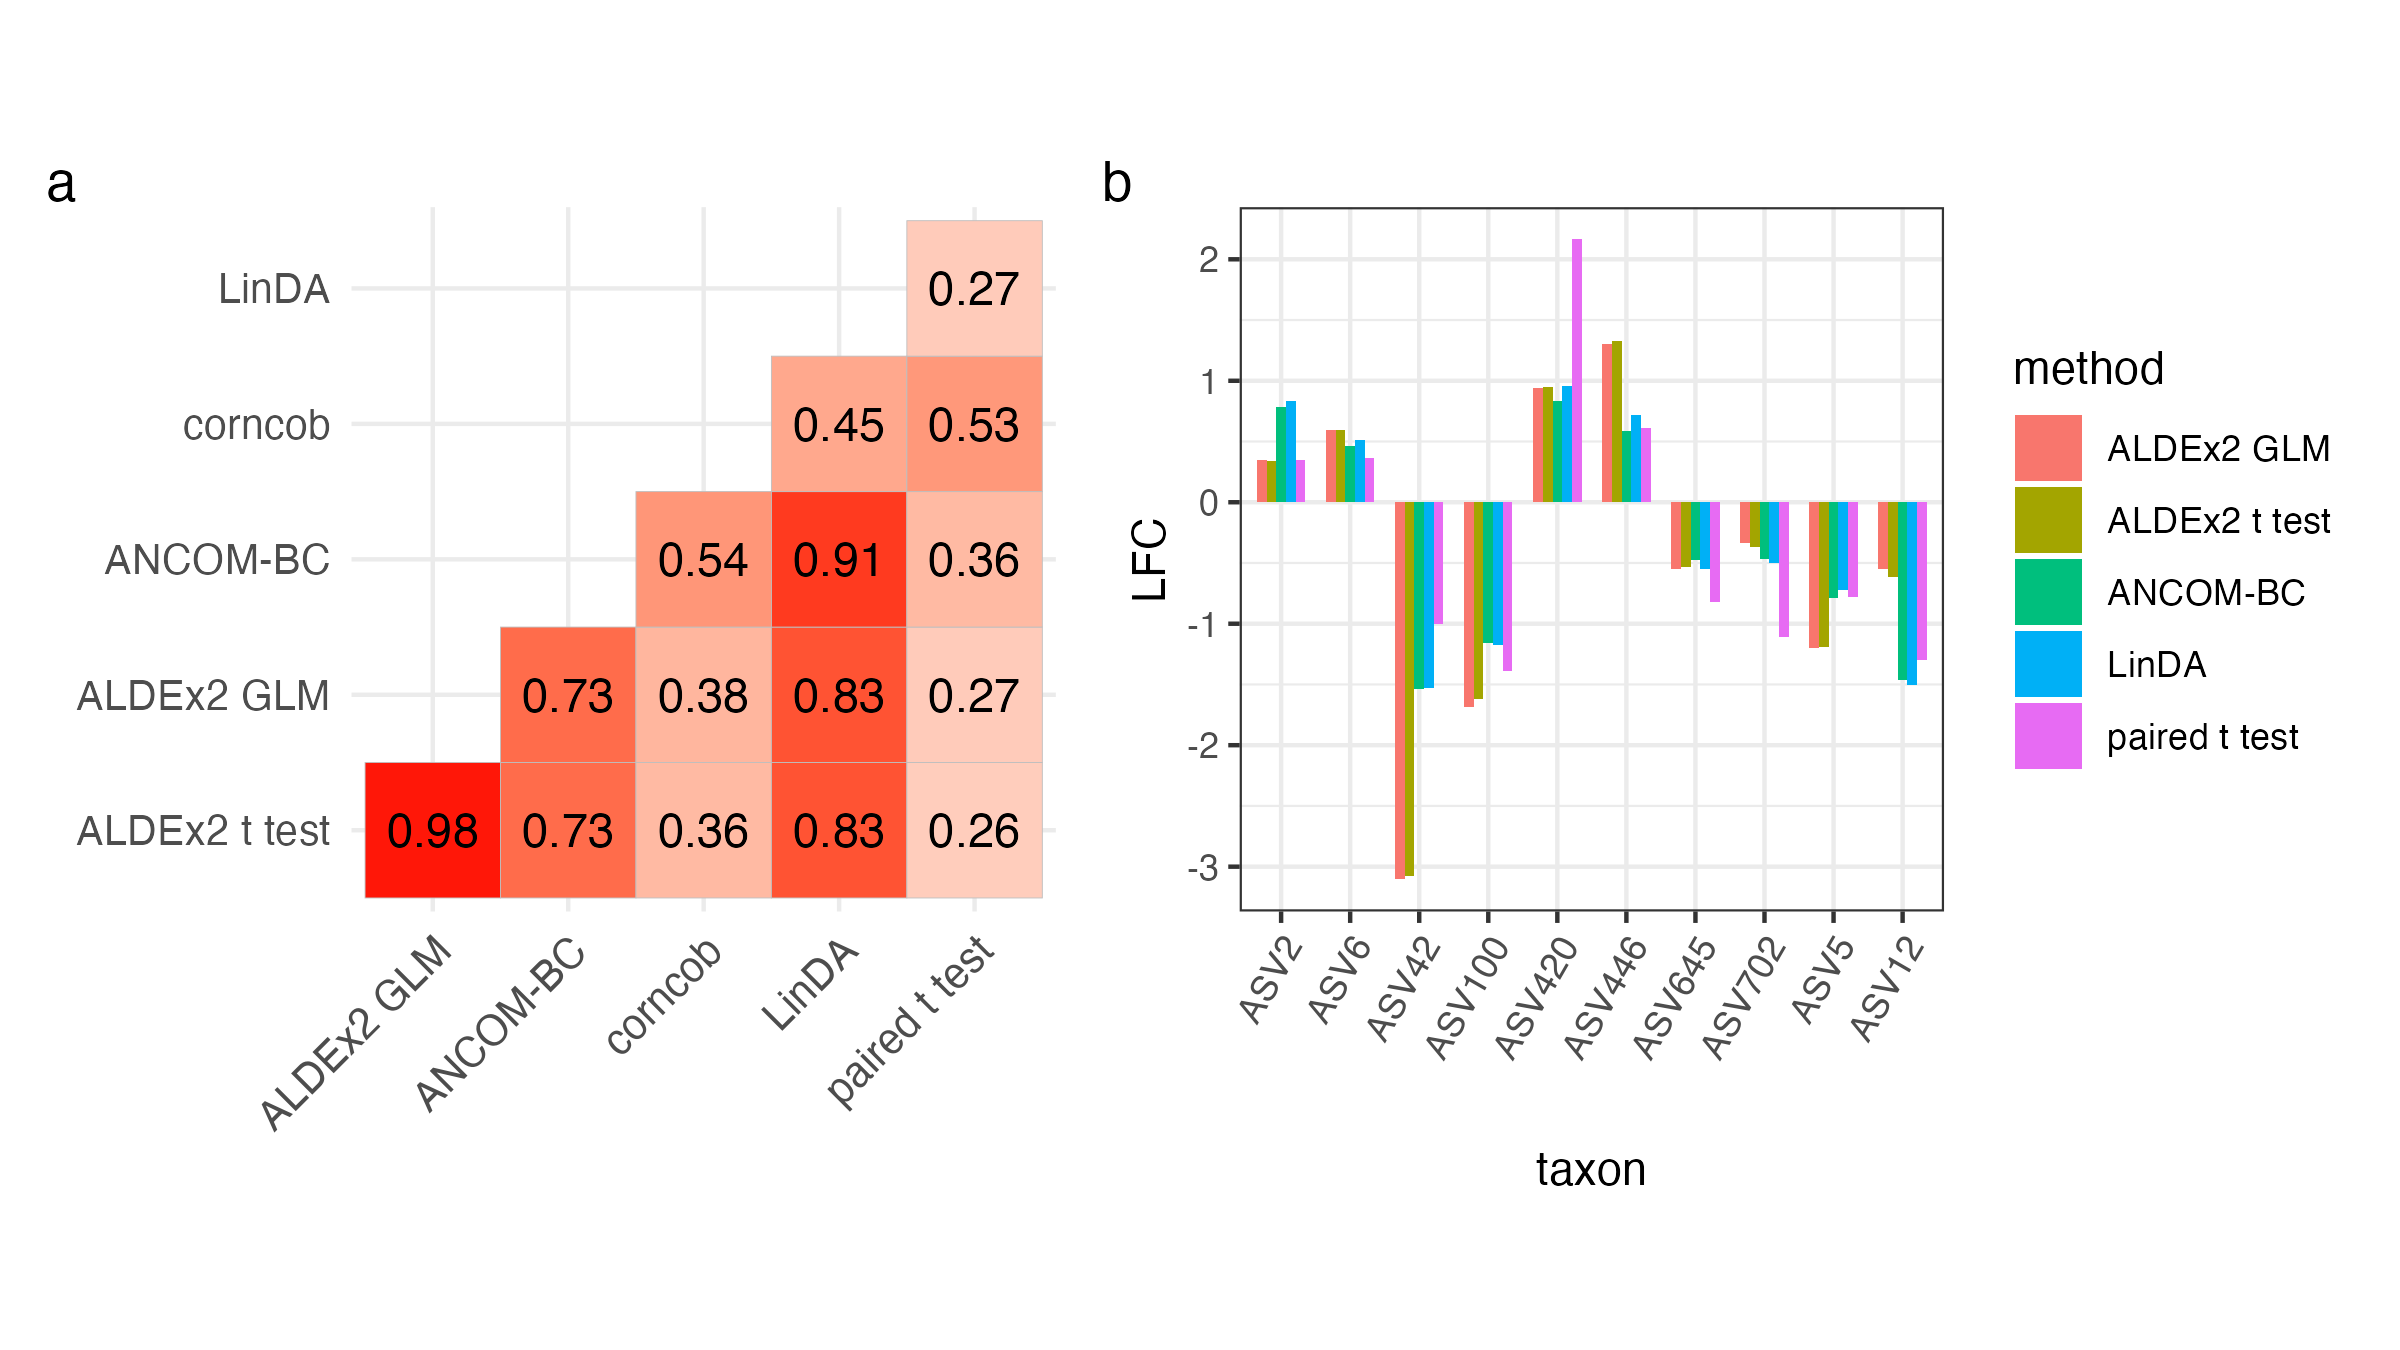 a
LinDA
0.27
corncob
0.45 0.53
ANCOM-BC
0.54 0.91 0.36
ALDEx2 GLM
0.73 0.38 0.83 0.27
ALDEx2 t test
0.98 0.73 0.36 0.83 0.26
ALDEx2 GLM
ANCOM-BC
corncob
LinDA
paired t test
b
LFC
2
1
0
-1
-2
-3
ASV2
ASV6
ASV42
ASV100
ASV420
ASV446
ASV645
ASV702
ASV5
ASV12
taxon
method
ALDEx2 GLM
ALDEx2 t test
ANCOM-BC
LinDA
paired t test